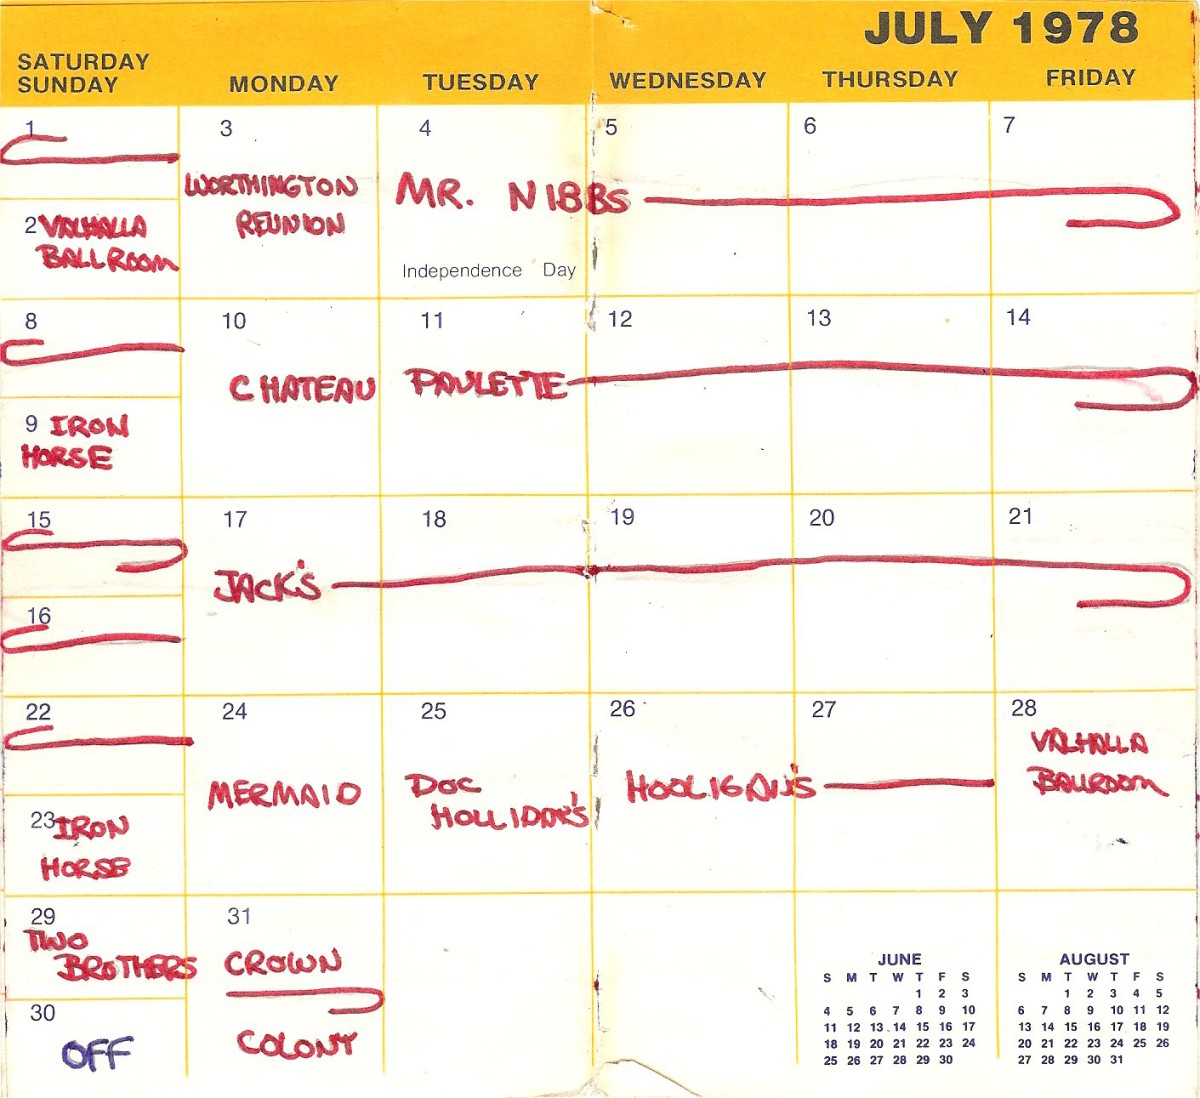 JULY 1978
SATURDAY
SUNDAY MONDAY TUESDAY WEDNESDAY THURSDAY FRIDAY
1 3 4 5 6 7
WORTHINGTON
REUNION
MR. NIBBS
2 VALHALLA
BALLROOM
Independence Day
8 10 11 12 13 14
CHATEAU PAULETTE
9 IRON
HORSE
15 17 18 19 20 21
JACK'S
16
22 24 25 26 27 28
VALHALLA
BALLROOM
MERMAID
DOC
HOLLIDAY'S
HOOLIGAN'S
23 IRON
HORSE
29 31
TWO
BROTHERS
CROWN
COLONY
30
OFF
JUNE
S M T W T F S
1 2 3
4 5 6 7 8 9 10
11 12 13 14 15 16 17
18 19 20 21 22 23 24
25 26 27 28 29 30
AUGUST
S M T W T F S
1 2 3 4 5
6 7 8 9 10 11 12
13 14 15 16 17 18 19
20 21 22 23 24 25 26
27 28 29 30 31